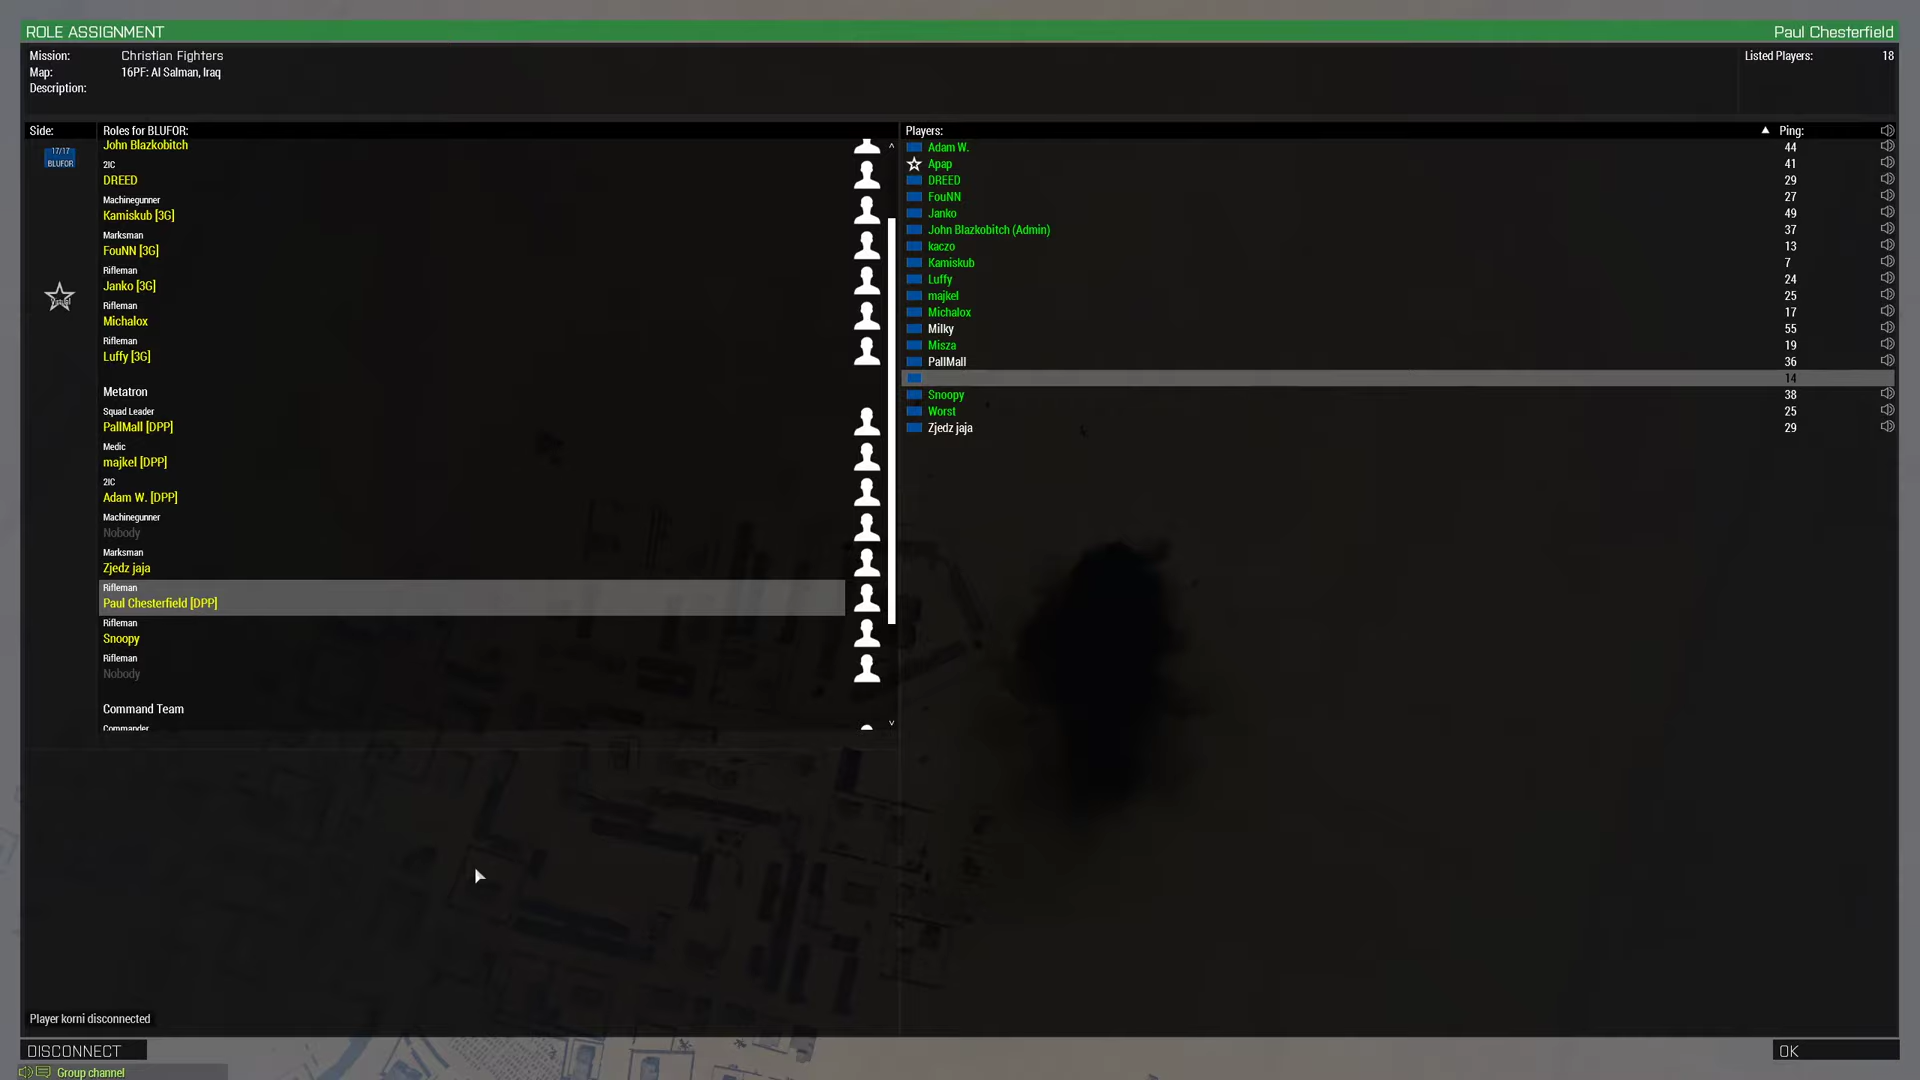 ROLE ASSIGNMENT
Paul Chesterfield
Mission: Christian Fighters
Listed Players: 18
Map: 16PF: Al Salman, Iraq
Description:
Side:
17/17
BLUFOR
Roles for BLUFOR:
John Blazkobitch
2IC
DREED
Machinegunner
Kamiskub [3G]
Marksman
FouNN [3G]
Rifleman
Janko [3G]
Rifleman
Michalox
Rifleman
Luffy [3G]
Metatron
Squad Leader
PallMall [DPP]
Medic
majkel [DPP]
2IC
Adam W. [DPP]
Machinegunner
Nobody
Marksman
Zjedz jaja
Rifleman
Paul Chesterfield [DPP]
Rifleman
Snoopy
Rifleman
Nobody
Command Team
Commander
Players: Ping:
Adam W. 44
Apap 41
DREED 29
FouNN 27
Janko 49
John Blazkobitch (Admin) 37
kaczo 13
Kamiskub 7
Luffy 24
majkel 25
Michalox 17
Milky 55
Misza 19
PallMall 36
14
Snoopy 38
Worst 25
Zjedz jaja 29
Player korni disconnected
DISCONNECT
OK
Group channel